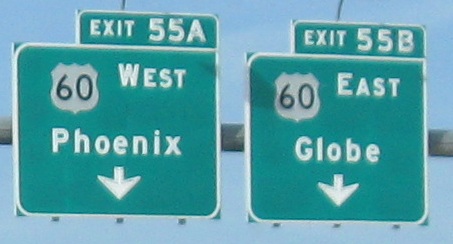 EXIT 55A
60 WEST
Phoenix
EXIT 55B
60 EAST
Globe